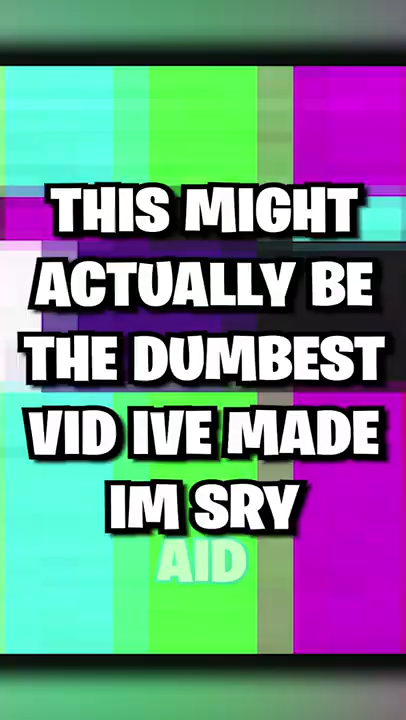 THIS MIGHT
ACTUALLY BE
THE DUMBEST
VID IVE MADE
IM SRY
AID